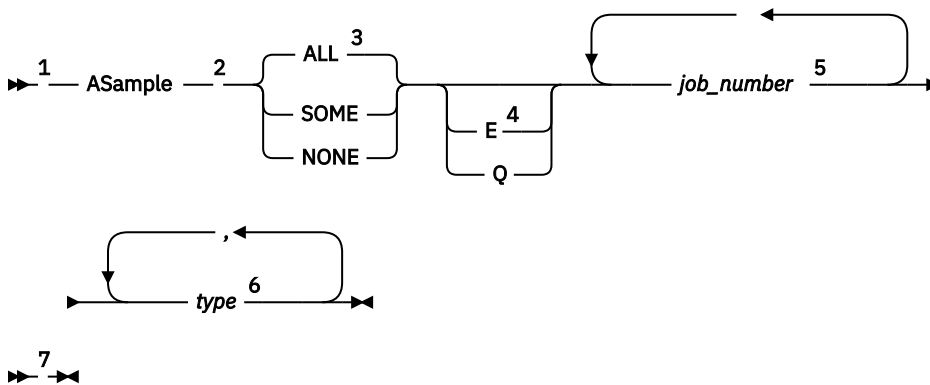 1 ASample 2 ALL 3 job_number 5
SOME E 4
NONE Q
,
type 6
7